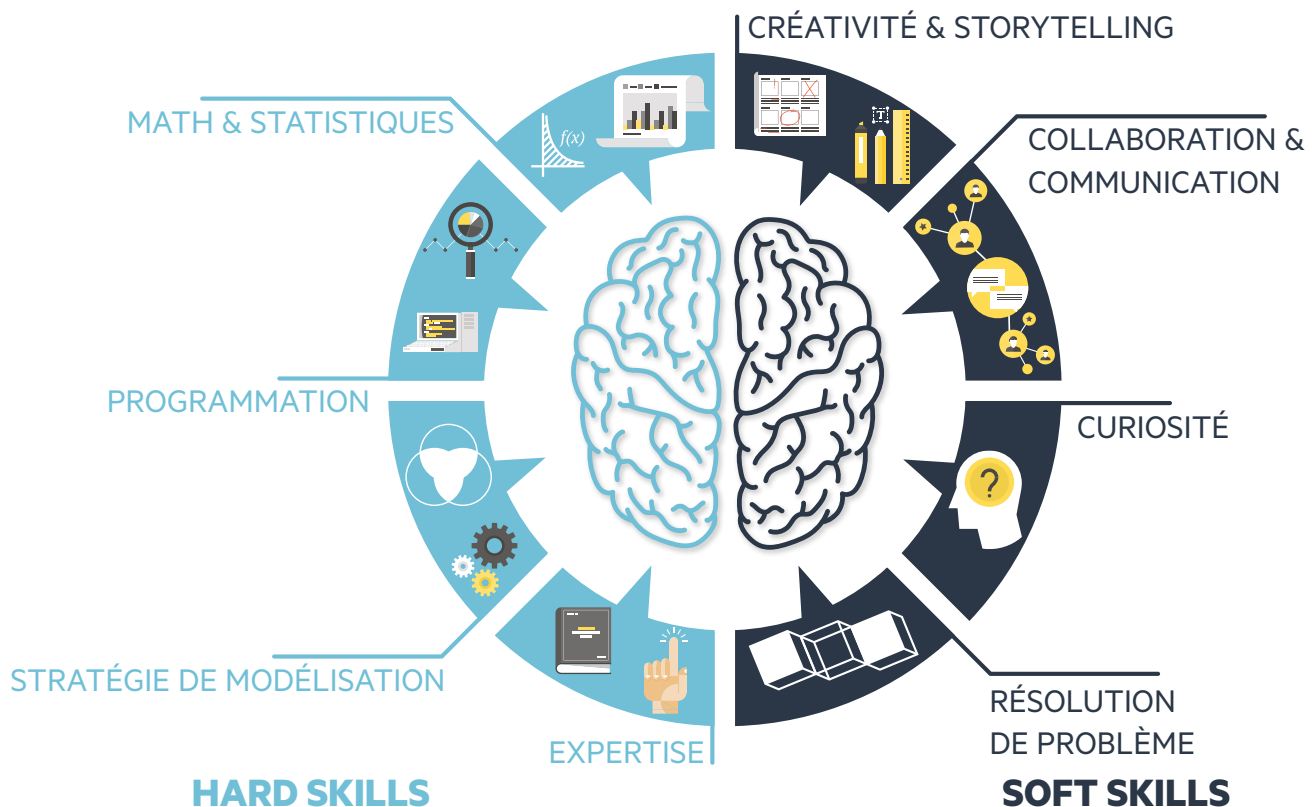 CRÉATIVITÉ & STORYTELLING
MATH & STATISTIQUES
f(x)
T
COLLABORATION &
COMMUNICATION
PROGRAMMATION
CURIOSITÉ
?
STRATÉGIE DE MODÉLISATION
RÉSOLUTION
DE PROBLÈME
EXPERTISE
HARD SKILLS
SOFT SKILLS